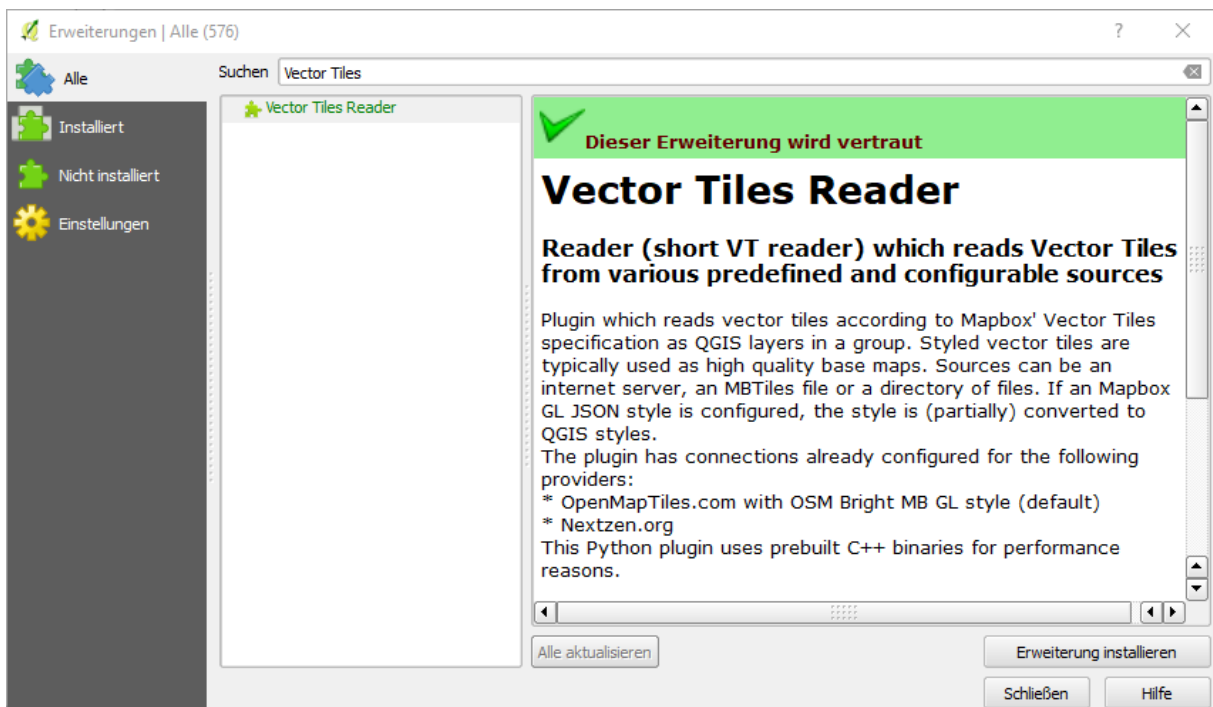 Erweiterungen | Alle (576)
Alle
Installiert
Nicht installiert
Einstellungen
Suchen
Vector Tiles
Vector Tiles Reader
Dieser Erweiterung wird vertraut
Vector Tiles Reader
Reader (short VT reader) which reads Vector Tiles
from various predefined and configurable sources
Plugin which reads vector tiles according to Mapbox' Vector Tiles
specification as QGIS layers in a group. Styled vector tiles are
typically used as high quality base maps. Sources can be an
internet server, an MBTiles file or a directory of files. If an Mapbox
GL JSON style is configured, the style is (partially) converted to
QGIS styles.
The plugin has connections already configured for the following
providers:
* OpenMapTiles.com with OSM Bright MB GL style (default)
* Nextzen.org
This Python plugin uses prebuilt C++ binaries for performance
reasons.
Alle aktualisieren
Erweiterung installieren
Schließen
Hilfe